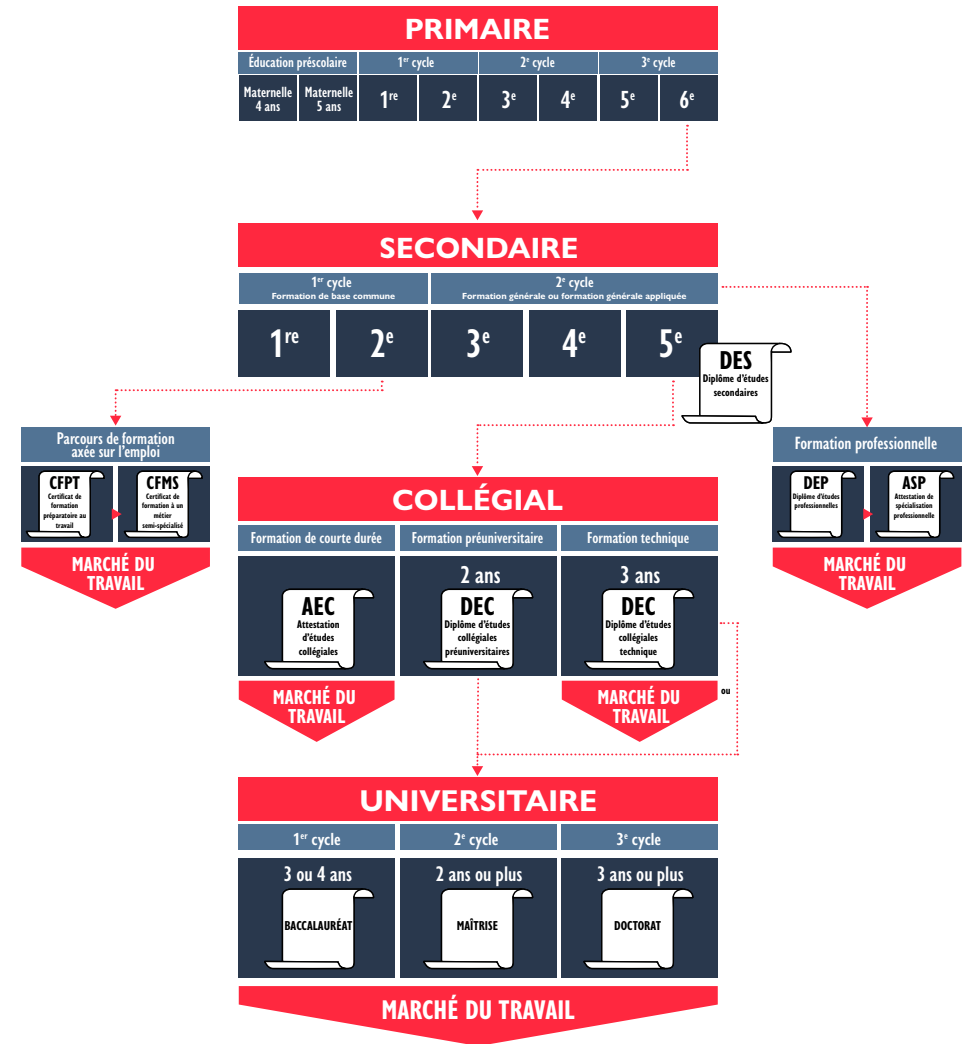 PRIMAIRE
Éducation préscolaire
1er cycle
2e cycle
3e cycle
Maternelle
4 ans
Maternelle
5 ans
1re
2e
3e
4e
5e
6e
SECONDAIRE
1er cycle
Formation de base commune
2e cycle
Formation générale ou formation générale appliquée
1re
2e
3e
4e
5e
DES
Diplôme d'études
secondaires
Parcours de formation
axée sur l'emploi
CFPT
Certificat de
formation
préparatoire au
travail
CFMS
Certificat de
formation à un
métier
semi-spécialisé
MARCHÉ DU
TRAVAIL
Formation professionnelle
DEP
Diplôme d'études
professionnelles
ASP
Attestation de
spécialisation
professionnelle
MARCHÉ DU
TRAVAIL
COLLÉGIAL
Formation de courte durée
Formation préuniversitaire
Formation technique
AEC
Attestation
d'études
collégiales
2 ans
DEC
Diplôme d'études
collégiales
préuniversitaires
3 ans
DEC
Diplôme d'études
collégiales
technique
MARCHÉ DU
TRAVAIL
MARCHÉ DU
TRAVAIL
ou
UNIVERSITAIRE
1er cycle
2e cycle
3e cycle
3 ou 4 ans
BACCALAURÉAT
2 ans ou plus
MAÎTRISE
3 ans ou plus
DOCTORAT
MARCHÉ DU TRAVAIL